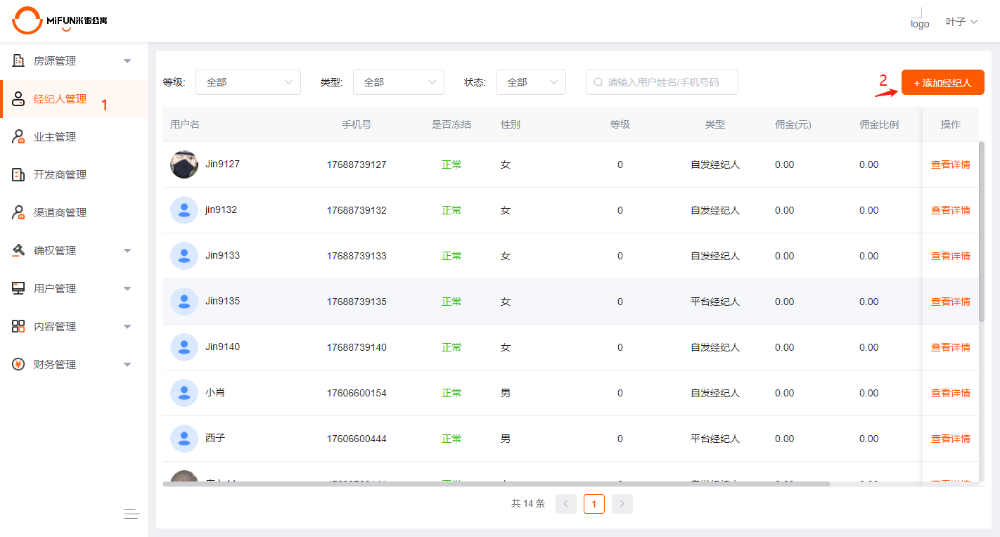 MiFUN米饭公寓
logo 叶子
房源管理
经纪人管理 1
业主管理
开发商管理
渠道商管理
确权管理
用户管理
内容管理
财务管理
等级: 全部 类型: 全部 状态: 全部 请输入用户姓名/手机号码 2 + 添加经纪人
用户名 手机号 是否冻结 性别 等级 类型 佣金(元) 佣金比例 操作
Jin9127 17688739127 正常 女 0 自发经纪人 0.00 0.00 查看详情
jin9132 17688739132 正常 女 0 自发经纪人 0.00 0.00 查看详情
Jin9133 17688739133 正常 女 0 自发经纪人 0.00 0.00 查看详情
Jin9135 17688739135 正常 女 0 平台经纪人 0.00 0.00 查看详情
Jin9140 17688739140 正常 女 0 自发经纪人 0.00 0.00 查看详情
小肖 17606600154 正常 男 0 自发经纪人 0.00 0.00 查看详情
西子 17606600444 正常 男 0 平台经纪人 0.00 0.00 查看详情
共 14 条 1